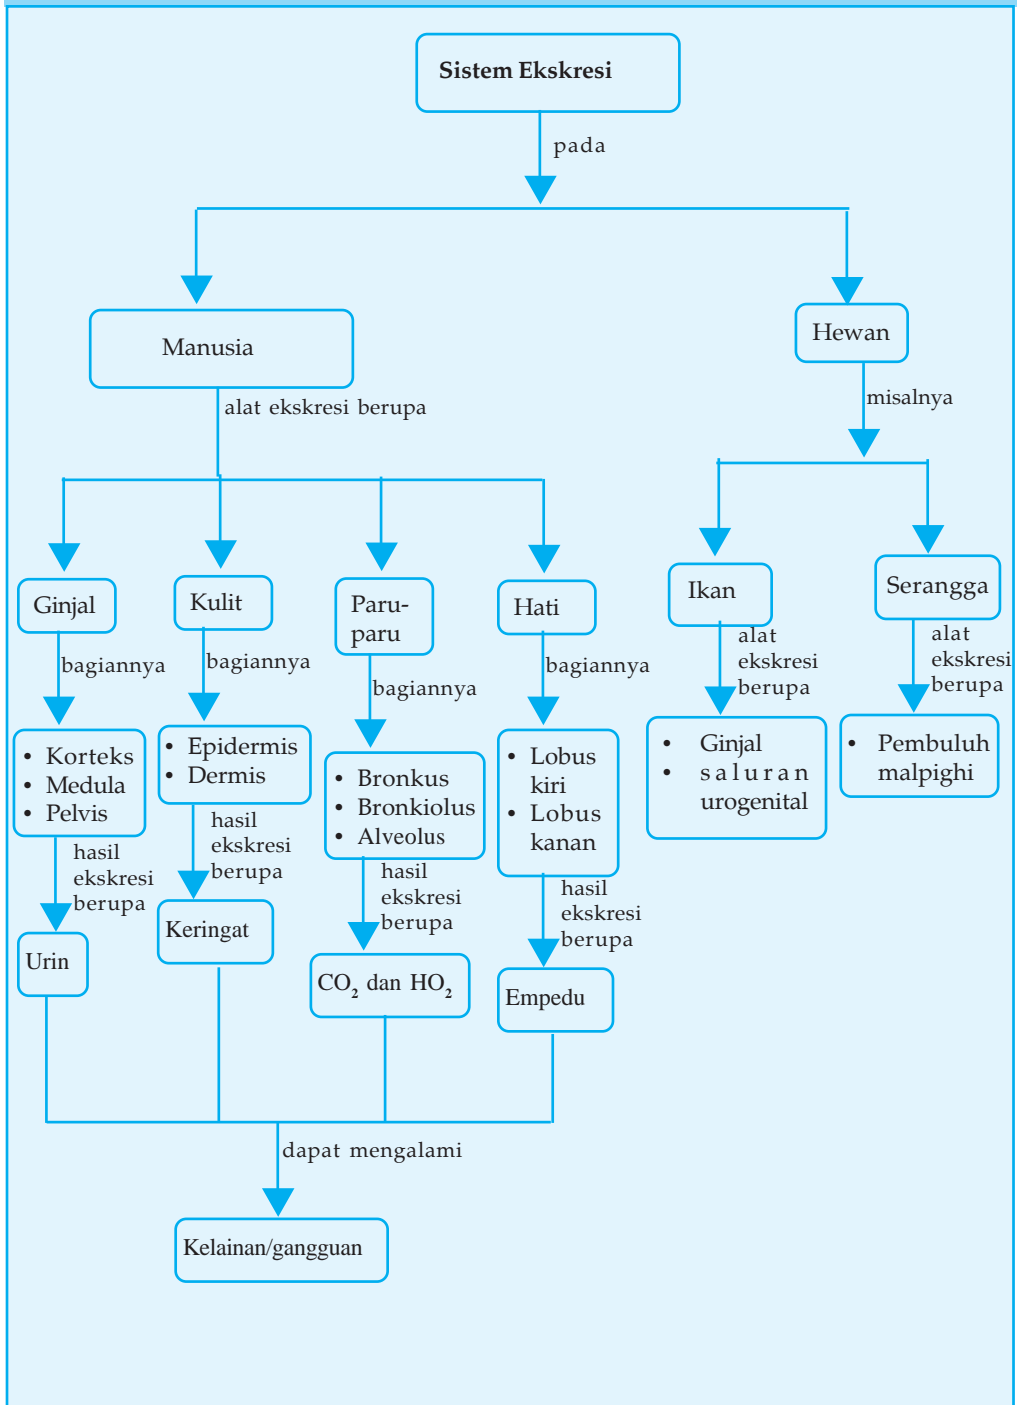 Sistem Ekskresi
pada
Manusia
Hewan
alat ekskresi berupa
misalnya
Ginjal
Kulit
Paru-
paru
Hati
Ikan
Serangga
bagiannya
bagiannya
bagiannya
bagiannya
alat
ekskresi
berupa
alat
ekskresi
berupa
• Korteks
• Medula
• Pelvis
• Epidermis
• Dermis
• Bronkus
• Bronkiolus
• Alveolus
• Lobus
kiri
• Lobus
kanan
• Ginjal
• saluran
urogenital
• Pembuluh
malpighi
hasil
ekskresi
berupa
hasil
ekskresi
berupa
hasil
ekskresi
berupa
hasil
ekskresi
berupa
Urin
Keringat
CO₂ dan HO₂
Empedu
dapat mengalami
Kelainan/gangguan